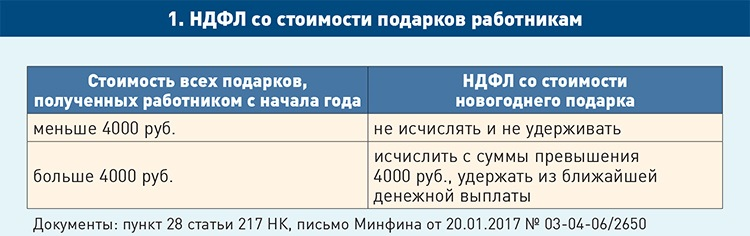 1. НДФЛ со стоимости подарков работникам
Стоимость всех подарков,
полученных работником с начала года
НДФЛ со стоимости
новогоднего подарка
меньше 4000 руб.
не исчислять и не удерживать
больше 4000 руб.
исчислить с суммы превышения
4000 руб., удержать из ближайшей
денежной выплаты
Документы: пункт 28 статьи 217 НК, письмо Минфина от 20.01.2017 № 03-04-06/2650